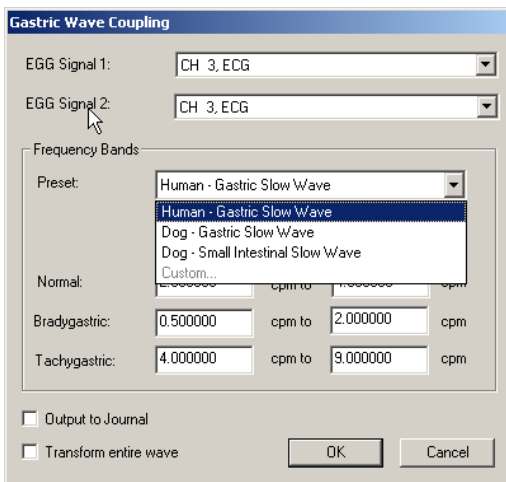 Gastric Wave Coupling
EGG Signal 1: CH 3, ECG
EGG Signal 2: CH 3, ECG
Frequency Bands
Preset: Human - Gastric Slow Wave
Human - Gastric Slow Wave
Dog - Gastric Slow Wave
Dog - Small Intestinal Slow Wave
Custom...
Normal: cpm to cpm
Bradygastric: 0.500000 cpm to 2.000000 cpm
Tachygastric: 4.000000 cpm to 9.000000 cpm
Output to Journal
Transform entire wave OK Cancel